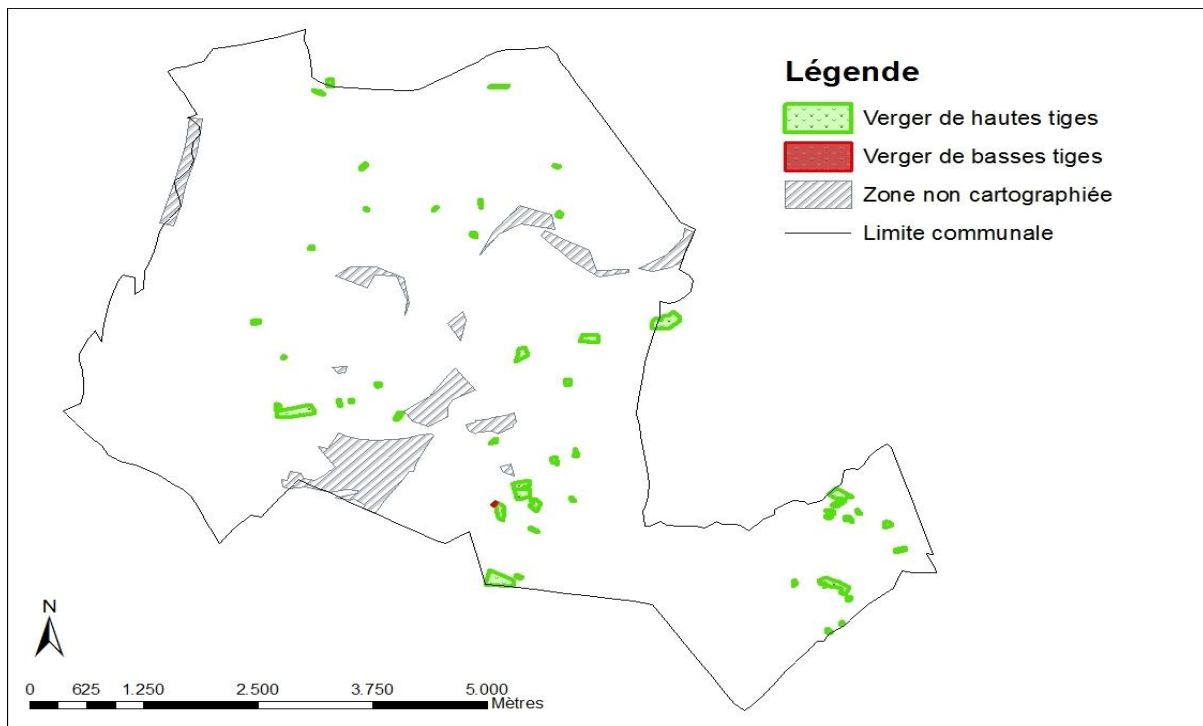 Légende
Verger de hautes tiges
Verger de basses tiges
Zone non cartographiée
Limite communale
N
0 625 1.250 2.500 3.750 5.000
Mètres